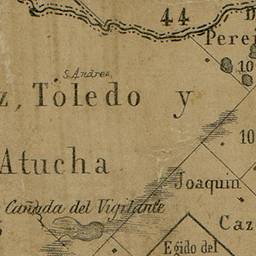 44
Perei
S. Andres
10
z, Toledo y
10
Atucha
Joaquin
Cañada del Vigilante
Caz
Egido del